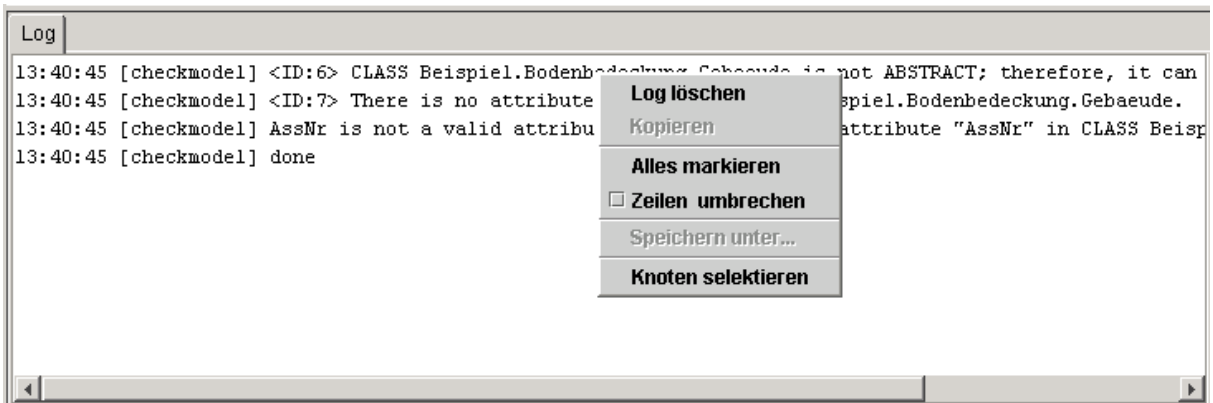 Log
13:40:45 [checkmodel] <ID:6> CLASS Beispiel.Bodenbedeckung.Gebaeude is not ABSTRACT; therefore, it can
13:40:45 [checkmodel] <ID:7> There is no attribute spiel.Bodenbedeckung.Gebaeude.
13:40:45 [checkmodel] AssNr is not a valid attribu attribute "AssNr" in CLASS Beisp
13:40:45 [checkmodel] done
Log löschen
Kopieren
Alles markieren
Zeilen umbrechen
Speichern unter...
Knoten selektieren